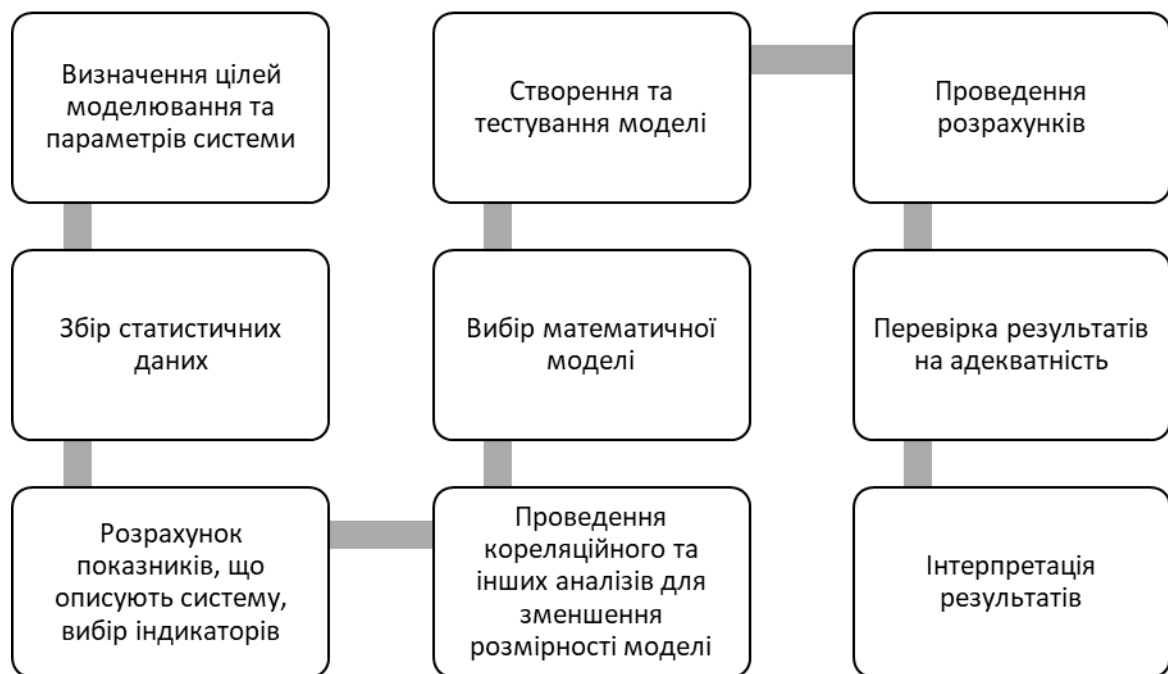 Визначення цілей
моделювання та
параметрів системи
Збір статистичних
даних
Розрахунок
показників, що
описують систему,
вибір індикаторів
Проведення
кореляційного та
інших аналізів для
зменшення
розмірності моделі
Вибір математичної
моделі
Створення та
тестування моделі
Проведення
розрахунків
Перевірка результатів
на адекватність
Інтерпретація
результатів